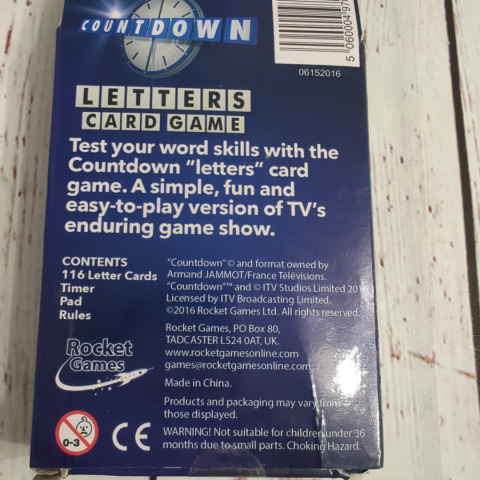 COUNTDOWN
5 060004 97
06152016
LETTERS
CARD GAME
Test your word skills with the
Countdown “letters” card
game. A simple, fun and
easy-to-play version of TV’s
enduring game show.
CONTENTS
116 Letter Cards
Timer
Pad
Rules
“Countdown” © and format owned by
Armand JAMMOT/France Télévisions.
“Countdown”™ and © ITV Studios Limited 2016
Licensed by ITV Broadcasting Limited.
©2016 Rocket Games Ltd. All rights reserved.
Rocket Games, PO Box 80,
TADCASTER LS24 0AT, UK.
www.rocketgamesonline.com
games@rocketgamesonline.com
Made in China.
Products and packaging may vary from
those displayed.
WARNING! Not suitable for children under 36
months due to small parts. Choking Hazard.
Rocket
Games
0-3
CE